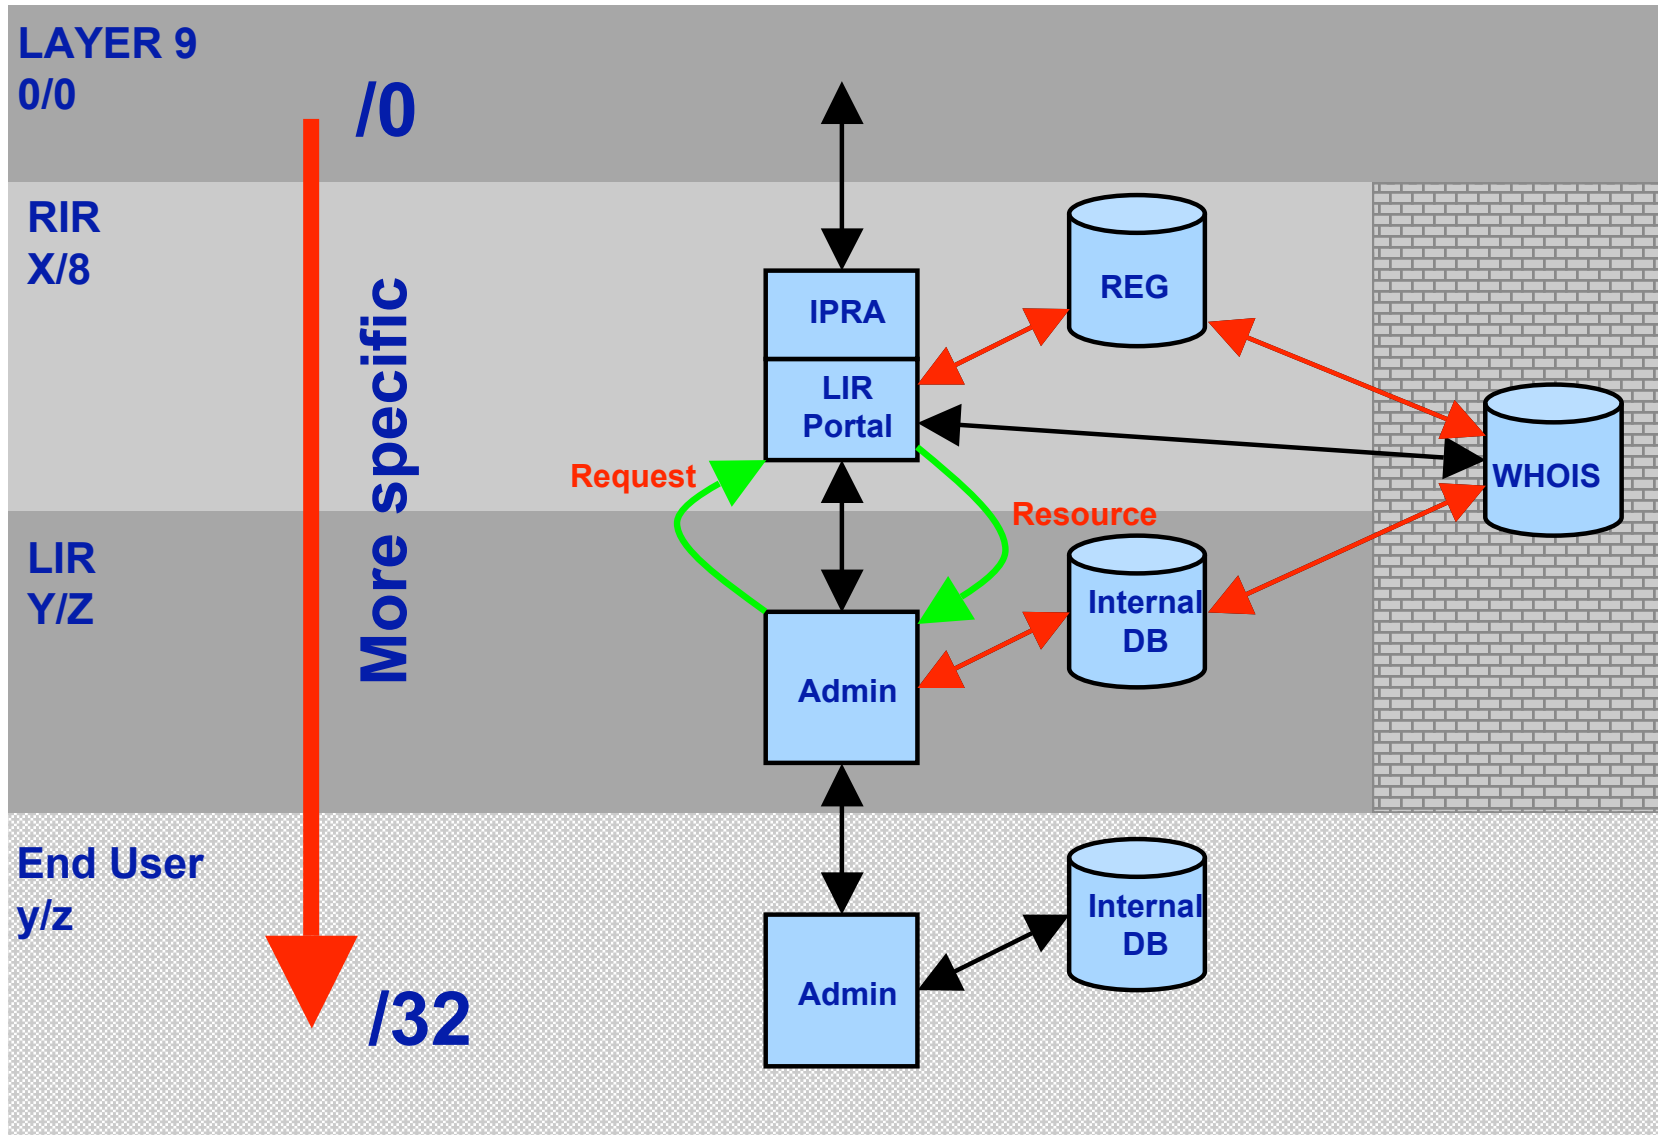 LAYER 9
0/0
/0
RIR
X/8
More specific
IPRA
LIR
Portal
REG
WHOIS
Request
Resource
LIR
Y/Z
Internal
DB
Admin
End User
y/z
Internal
DB
Admin
/32